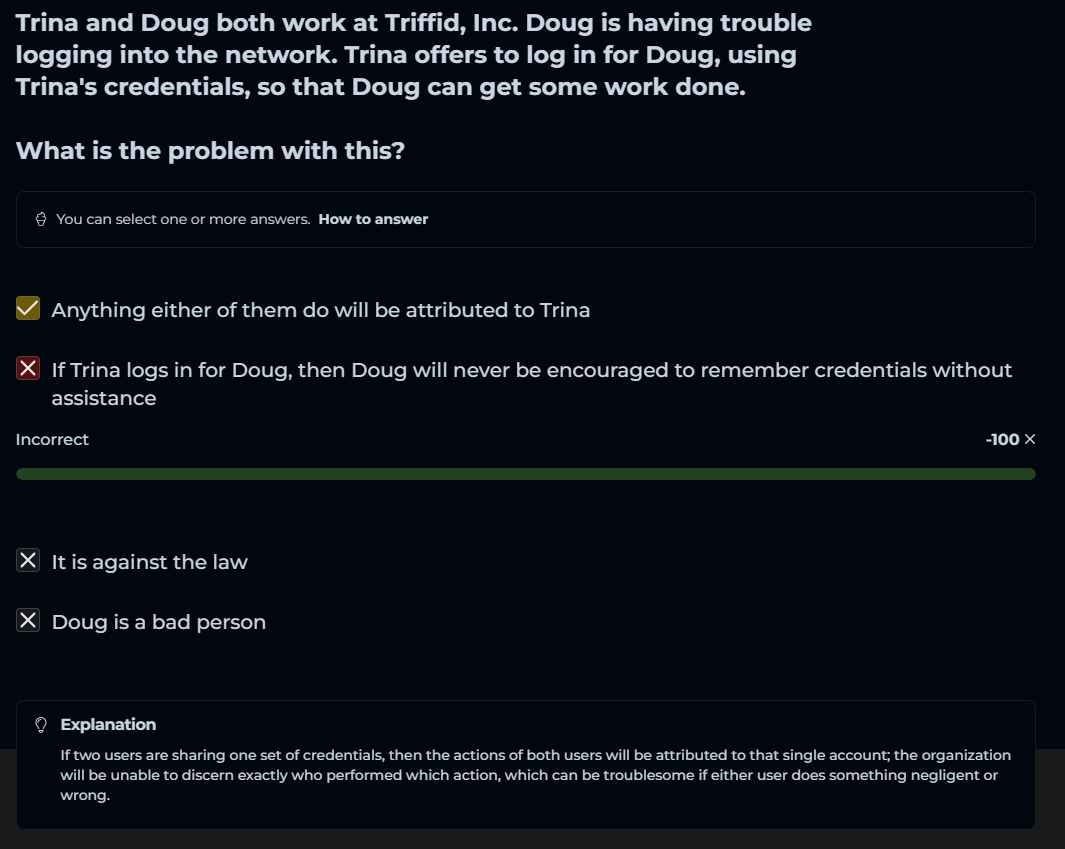 Trina and Doug both work at Triffid, Inc. Doug is having trouble
logging into the network. Trina offers to log in for Doug, using
Trina's credentials, so that Doug can get some work done.
What is the problem with this?
You can select one or more answers. How to answer
Anything either of them do will be attributed to Trina
If Trina logs in for Doug, then Doug will never be encouraged to remember credentials without
assistance
Incorrect -100 ×
It is against the law
Doug is a bad person
Explanation
If two users are sharing one set of credentials, then the actions of both users will be attributed to that single account; the organization
will be unable to discern exactly who performed which action, which can be troublesome if either user does something negligent or
wrong.